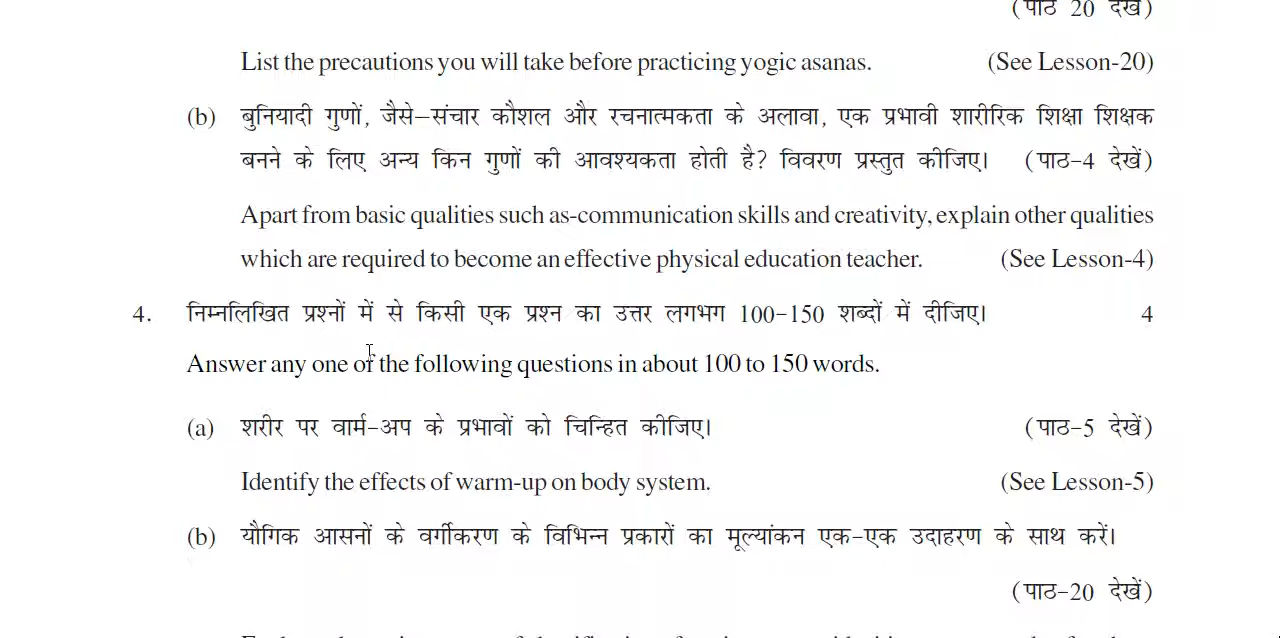 (पाठ 20 देखें)
List the precautions you will take before practicing yogic asanas. (See Lesson-20)
(b) बुनियादी गुणों, जैसे–संचार कौशल और रचनात्मकता के अलावा, एक प्रभावी शारीरिक शिक्षा शिक्षक
बनने के लिए अन्य किन गुणों की आवश्यकता होती है? विवरण प्रस्तुत कीजिए। (पाठ-4 देखें)
Apart from basic qualities such as-communication skills and creativity, explain other qualities
which are required to become an effective physical education teacher. (See Lesson-4)
4. निम्नलिखित प्रश्नों में से किसी एक प्रश्न का उत्तर लगभग 100-150 शब्दों में दीजिए। 4
Answer any one of the following questions in about 100 to 150 words.
(a) शरीर पर वार्म-अप के प्रभावों को चिन्हित कीजिए। (पाठ-5 देखें)
Identify the effects of warm-up on body system. (See Lesson-5)
(b) यौगिक आसनों के वर्गीकरण के विभिन्न प्रकारों का मूल्यांकन एक-एक उदाहरण के साथ करें।
(पाठ-20 देखें)